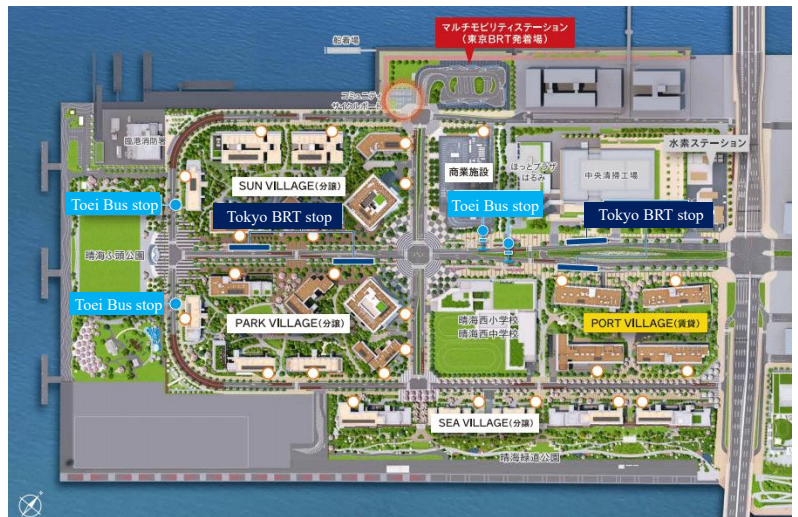 マルチモビリティステーション
(東京BRT発着場)
船着場
コミュニティ
サイクルポート
臨港消防署
水素ステーション
商業施設
ほっとプラザ
はるみ
中央清掃工場
SUN VILLAGE(分譲)
Toei Bus stop
Tokyo BRT stop
Toei Bus stop
Tokyo BRT stop
晴海ふ頭公園
Toei Bus stop
PARK VILLAGE(分譲)
晴海西小学校
晴海西中学校
PORT VILLAGE(賃貸)
SEA VILLAGE(分譲)
晴海緑道公園